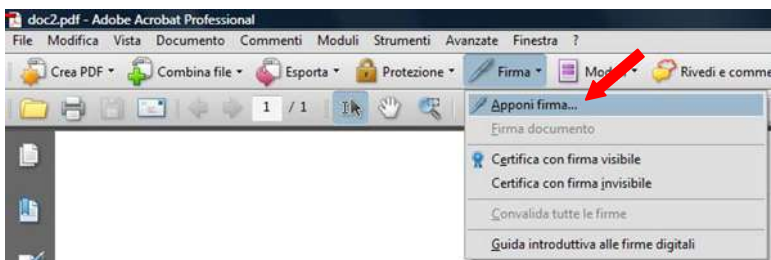 doc2.pdf - Adobe Acrobat Professional
File Modifica Vista Documento Commenti Moduli Strumenti Avanzate Finestra ?
Crea PDF Combina file Esporta Protezione Firma Rivedi e comme
1 / 1
Apponi firma...
Firma documento
Certifica con firma visibile
Certifica con firma invisibile
Convalida tutte le firme
Guida introduttiva alle firme digitali